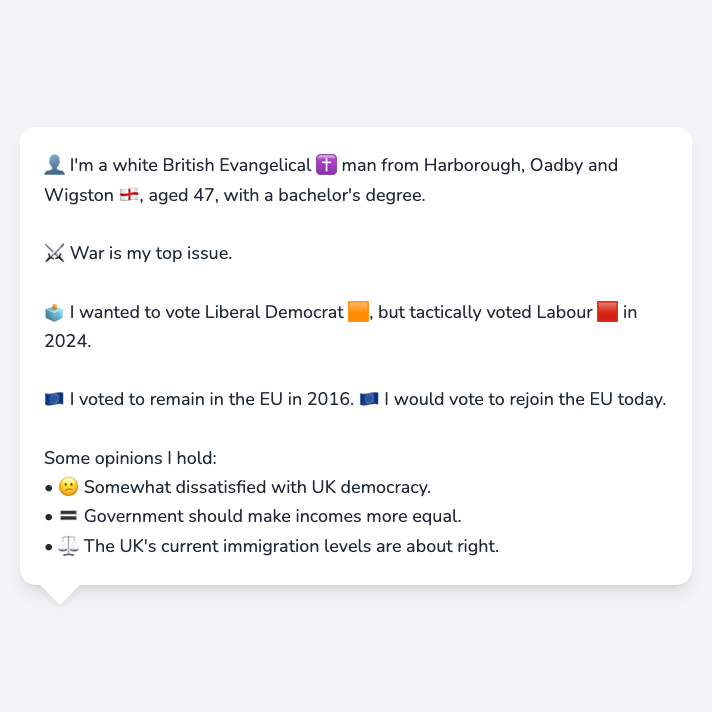 👤 I'm a white British Evangelical ✝️ man from Harborough, Oadby and
Wigston 🏴󠁧󠁢󠁥󠁮󠁧󠁿, aged 47, with a bachelor's degree.
⚔️ War is my top issue.
🗳️ I wanted to vote Liberal Democrat 🟧, but tactically voted Labour 🟥 in
2024.
🇪🇺 I voted to remain in the EU in 2016. 🇪🇺 I would vote to rejoin the EU today.
Some opinions I hold:
• 😕 Somewhat dissatisfied with UK democracy.
• 🟰 Government should make incomes more equal.
• ⚖️ The UK's current immigration levels are about right.